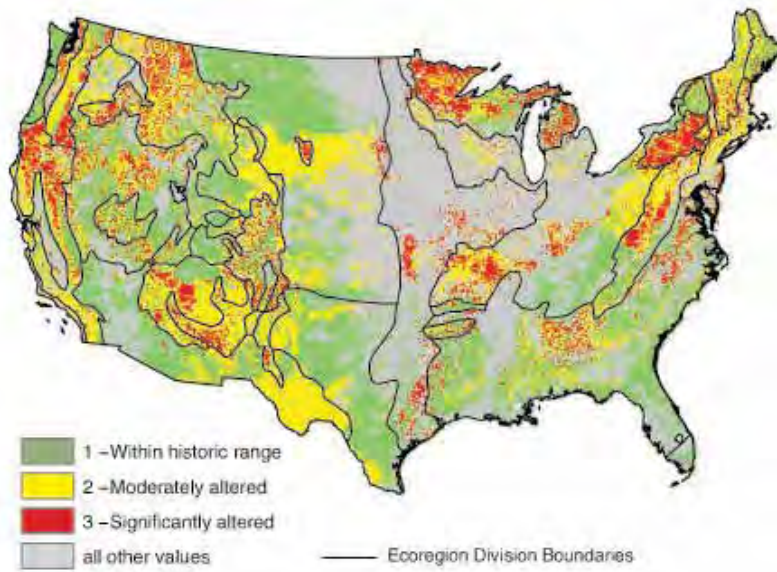 1 –Within historic range
2 –Moderately altered
3 –Significantly altered
all other values
Ecoregion Division Boundaries